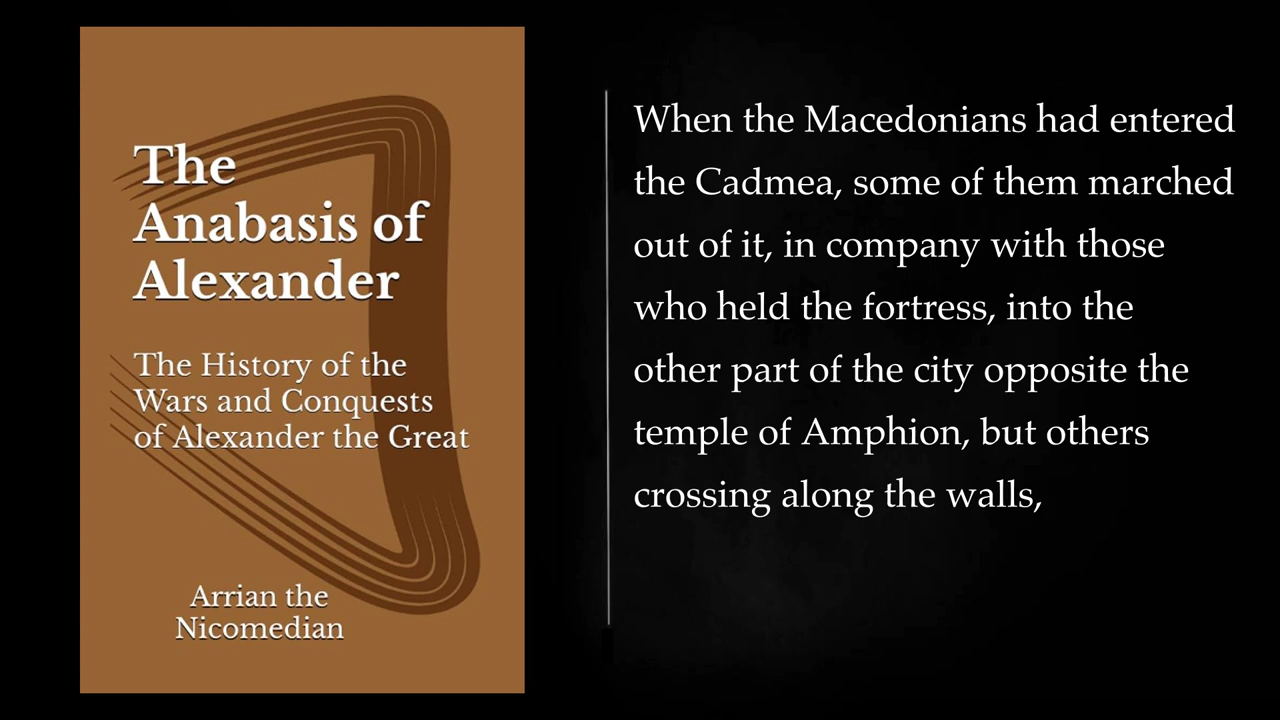 The
Anabasis of
Alexander
The History of the
Wars and Conquests
of Alexander the Great
Arrian the
Nicomedian
When the Macedonians had entered
the Cadmea, some of them marched
out of it, in company with those
who held the fortress, into the
other part of the city opposite the
temple of Amphion, but others
crossing along the walls,